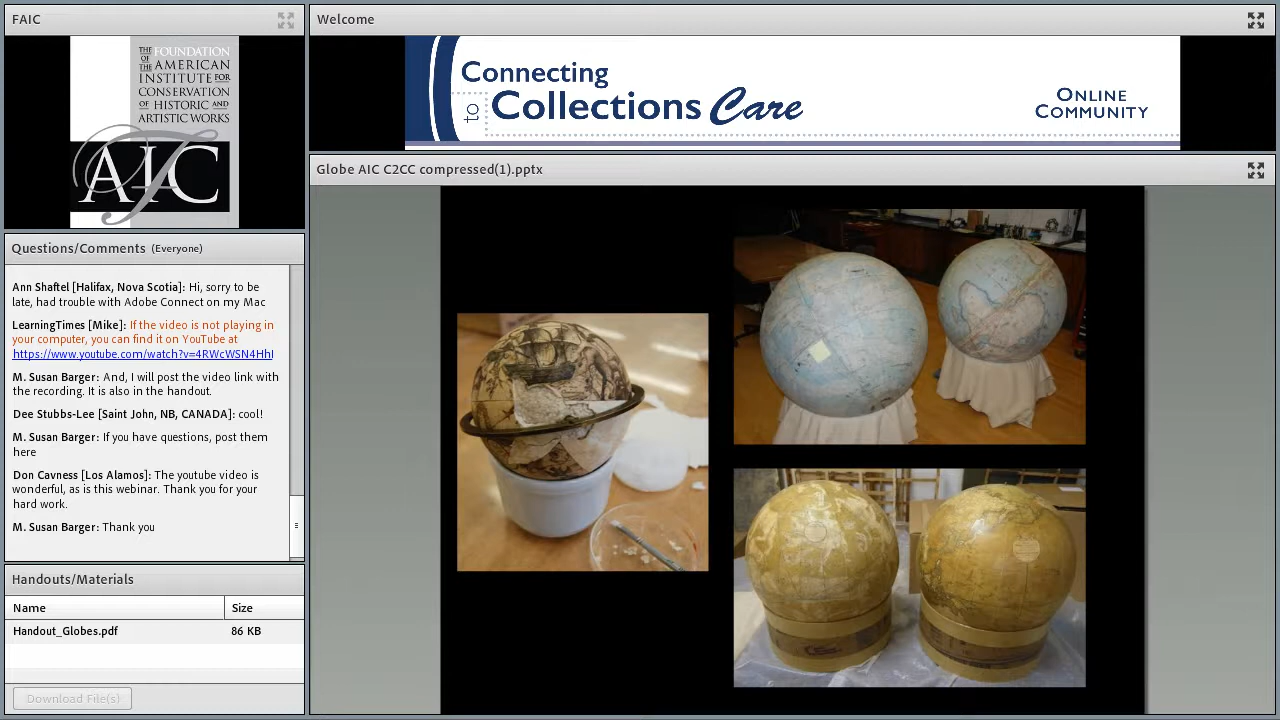 FAIC
THE FOUNDATION
OF THE AMERICAN
INSTITUTE FOR
CONSERVATION
OF HISTORIC AND
ARTISTIC WORKS
FAIC
Questions/Comments (Everyone)
Ann Shaftel [Halifax, Nova Scotia]: Hi, sorry to be
late, had trouble with Adobe Connect on my Mac
LearningTimes [Mike]: If the video is not playing in
your computer, you can find it on YouTube at
https://www.youtube.com/watch?v=4RWcWSN4HhI
M. Susan Barger: And, I will post the video link with
the recording. It is also in the handout.
Dee Stubbs-Lee [Saint John, NB, CANADA]: cool!
M. Susan Barger: If you have questions, post them
here
Don Cavness [Los Alamos]: The youtube video is
wonderful, as is this webinar. Thank you for your
hard work.
M. Susan Barger: Thank you
Handouts/Materials
Name Size
Handout_Globes.pdf 86 KB
Download File(s)
Welcome
Connecting
to Collections Care
ONLINE
COMMUNITY
Globe AIC C2CC compressed(1).pptx